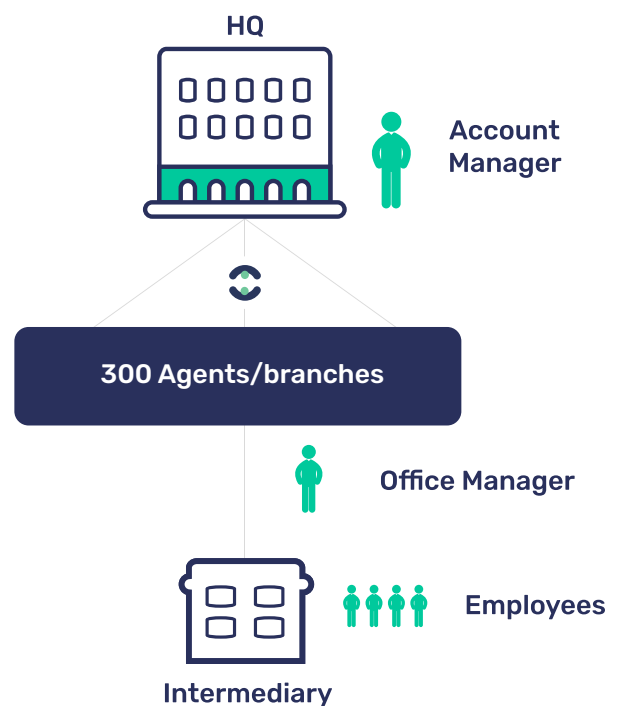 HQ
Account
Manager
300 Agents/branches
Office Manager
Employees
Intermediary